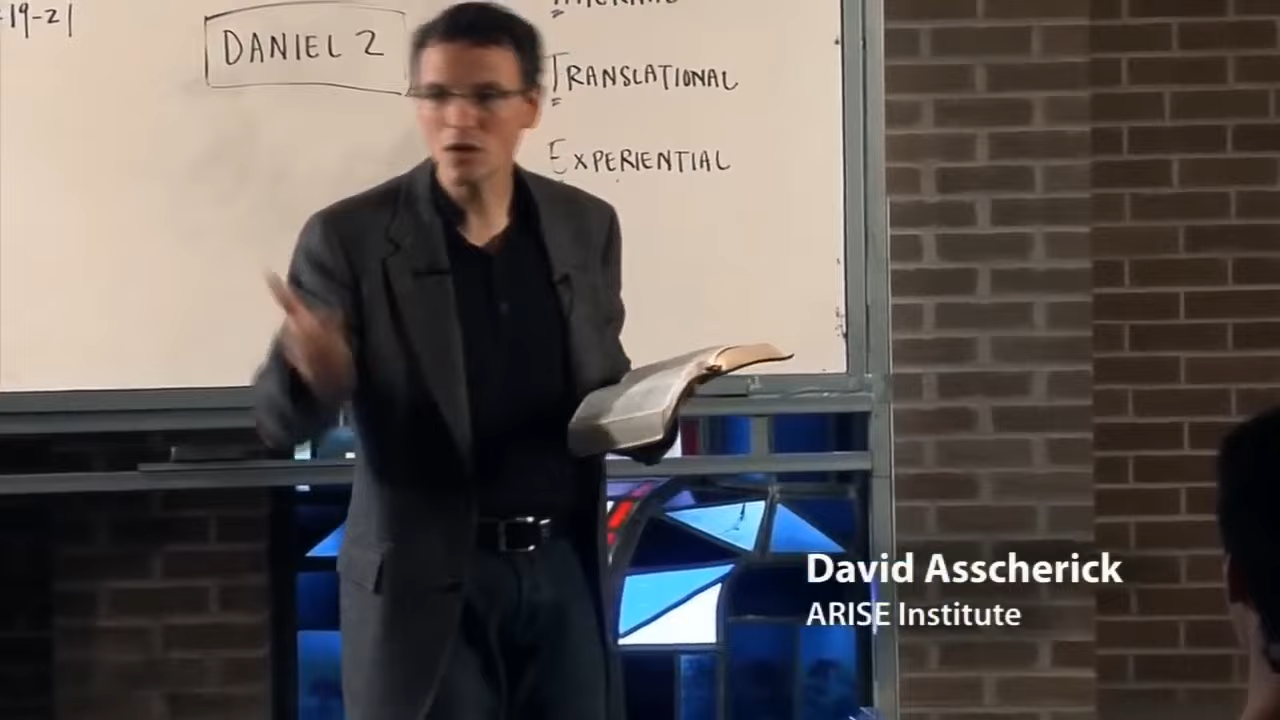 :19-21
DANIEL 2
TRANSLATIONAL
EXPERIENTIAL
David Asscherick
ARISE Institute